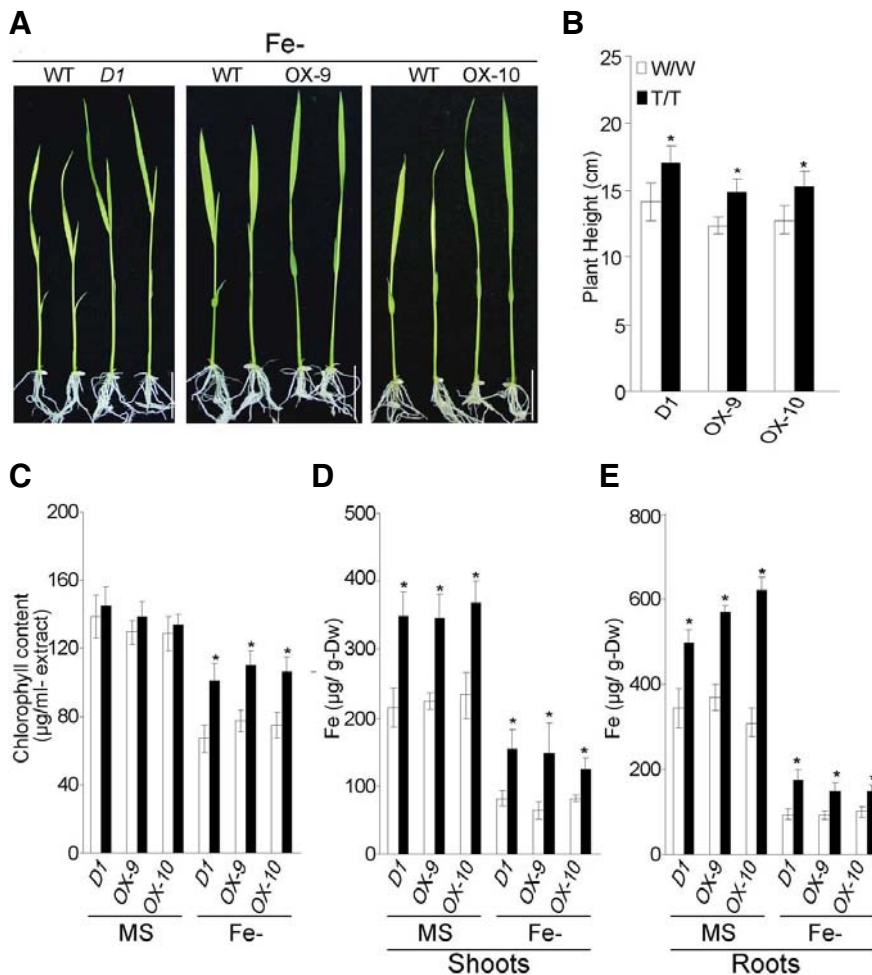 A
Fe-
WT D1 WT OX-9 WT OX-10
B
Plant Height (cm)
25
20
15
10
5
0
W/W
T/T
* * *
D1 OX-9 OX-10
C
Chlorophyll content
(µg/ml- extract)
200
160
120
80
40
0
* * *
D1 OX-9 OX-10 D1 OX-9 OX-10
MS Fe-
D
Fe (µg/ g-Dw)
500
400
300
200
100
0
* * * * * *
D1 OX-9 OX-10 D1 OX-9 OX-10
MS Fe-
Shoots
E
Fe (µg/ g-Dw)
800
600
400
200
0
* * * * * *
D1 OX-9 OX-10 D1 OX-9 OX-10
MS Fe-
Roots